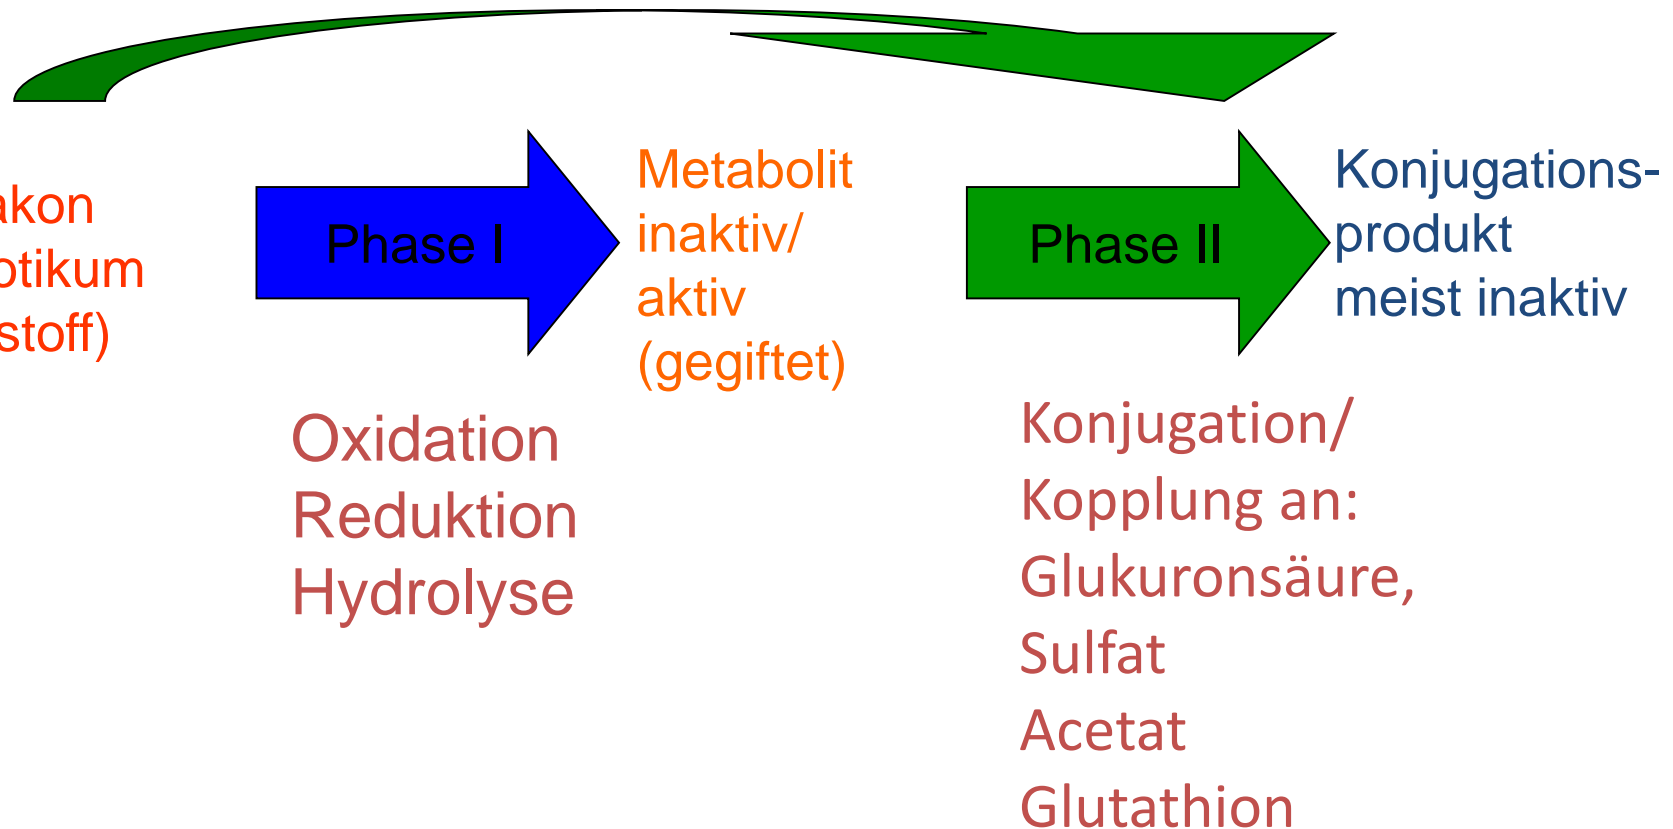 akon
otikum
stoff)
Phase I
Metabolit
inaktiv/
aktiv
(gegiftet)
Phase II
Konjugations-
produkt
meist inaktiv
Oxidation
Reduktion
Hydrolyse
Konjugation/
Kopplung an:
Glukuronsäure,
Sulfat
Acetat
Glutathion